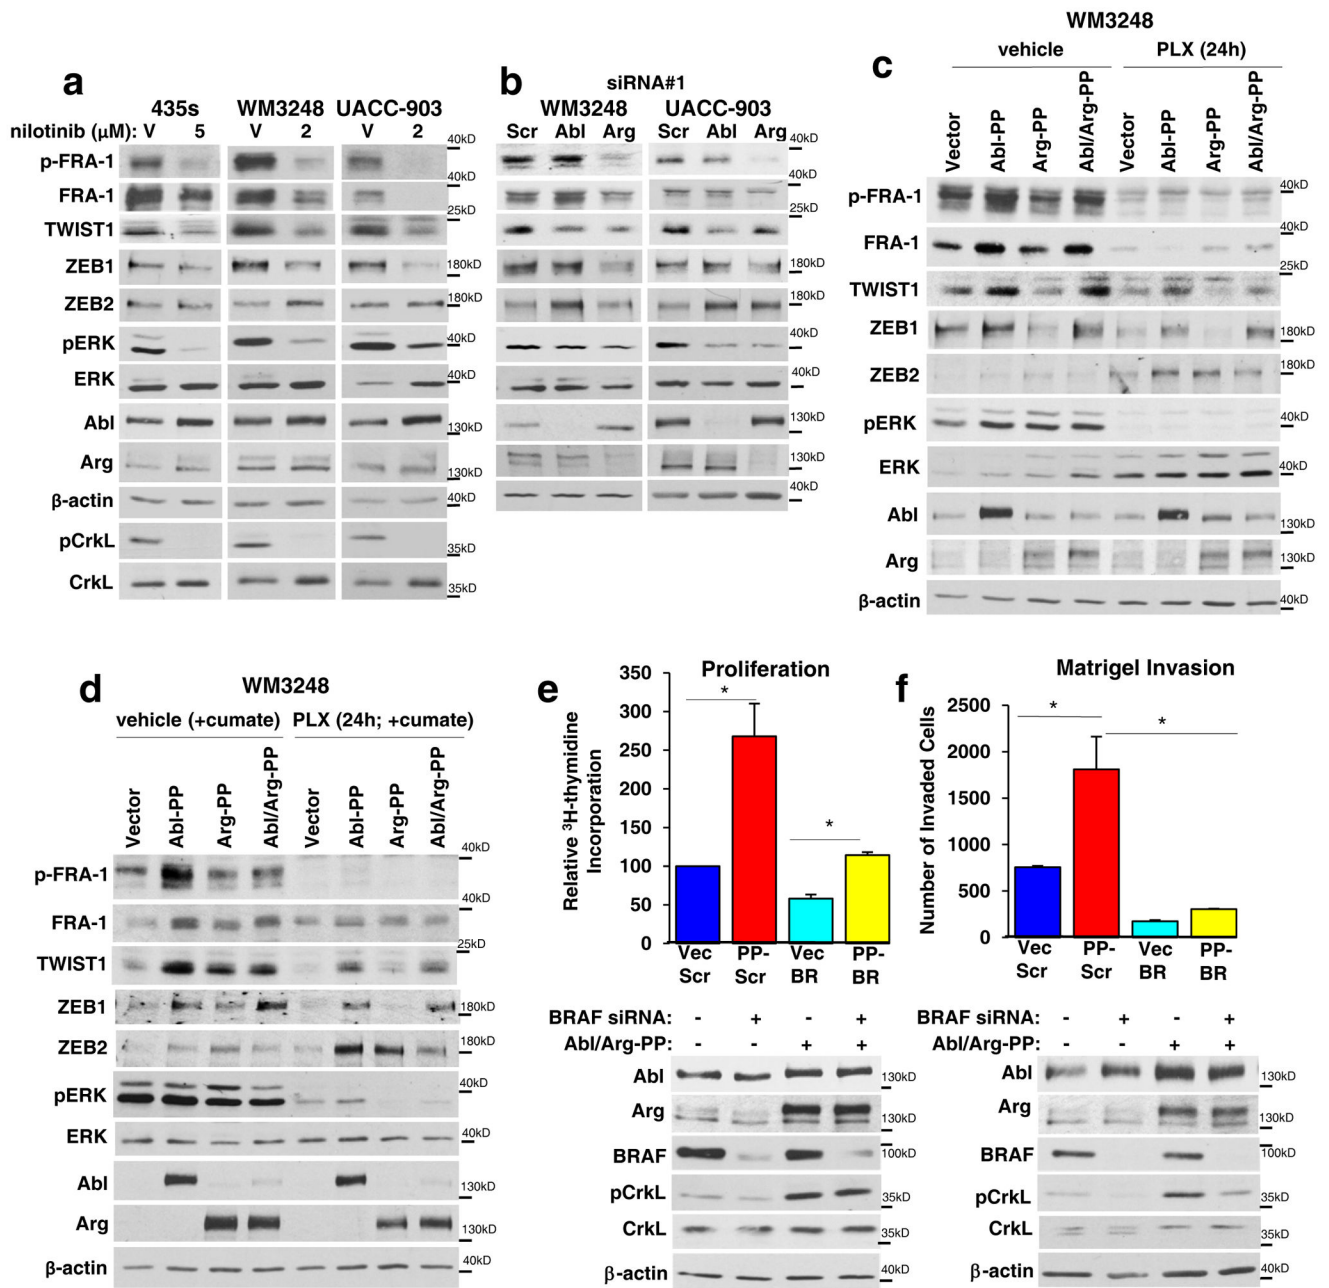 a
435s WM3248 UACC-903
nilotinib (μM): V 5 V 2 V 2
40kD
p-FRA-1
40kD
FRA-1
25kD
TWIST1
ZEB1 180kD
ZEB2 180kD
pERK 40kD
40kD
ERK
Abl 130kD
Arg 130kD
β-actin 40kD
pCrkL 35kD
CrkL 35kD
b
siRNA#1
WM3248 UACC-903
Scr Abl Arg Scr Abl Arg
40kD
40kD
25kD
180kD
180kD
40kD
40kD
130kD
130kD
40kD
c
WM3248
vehicle PLX (24h)
Vector Abl-PP Arg-PP Abl/Arg-PP Vector Abl-PP Arg-PP Abl/Arg-PP
p-FRA-1 40kD
40kD
FRA-1
25kD
TWIST1
ZEB1 180kD
ZEB2 180kD
pERK 40kD
ERK 40kD
Abl 130kD
Arg 130kD
β-actin 40kD
d
WM3248
vehicle (+cumate) PLX (24h; +cumate)
Vector Abl-PP Arg-PP Abl/Arg-PP Vector Abl-PP Arg-PP Abl/Arg-PP
40kD
p-FRA-1
40kD
FRA-1
25kD
TWIST1
ZEB1 180kD
ZEB2 180kD
pERK 40kD
ERK 40kD
Abl 130kD
Arg 130kD
β-actin 40kD
e
Proliferation
Relative ³H-thymidine
Incorporation
350
300
250
200
150
100
50
0
*
*
Vec PP- Vec PP-
Scr Scr BR BR
BRAF siRNA: - + - +
Abl/Arg-PP: - - + +
Abl 130kD
Arg 130kD
BRAF 100kD
pCrkL 35kD
CrkL 35kD
β-actin 40kD
f
Matrigel Invasion
Number of Invaded Cells
2500
2000
1500
1000
500
0
*
*
Vec PP- Vec PP-
Scr Scr BR BR
BRAF siRNA: - + - +
Abl/Arg-PP: - - + +
Abl 130kD
Arg 130kD
BRAF 100kD
pCrkL 35kD
CrkL 35kD
β-actin 40kD